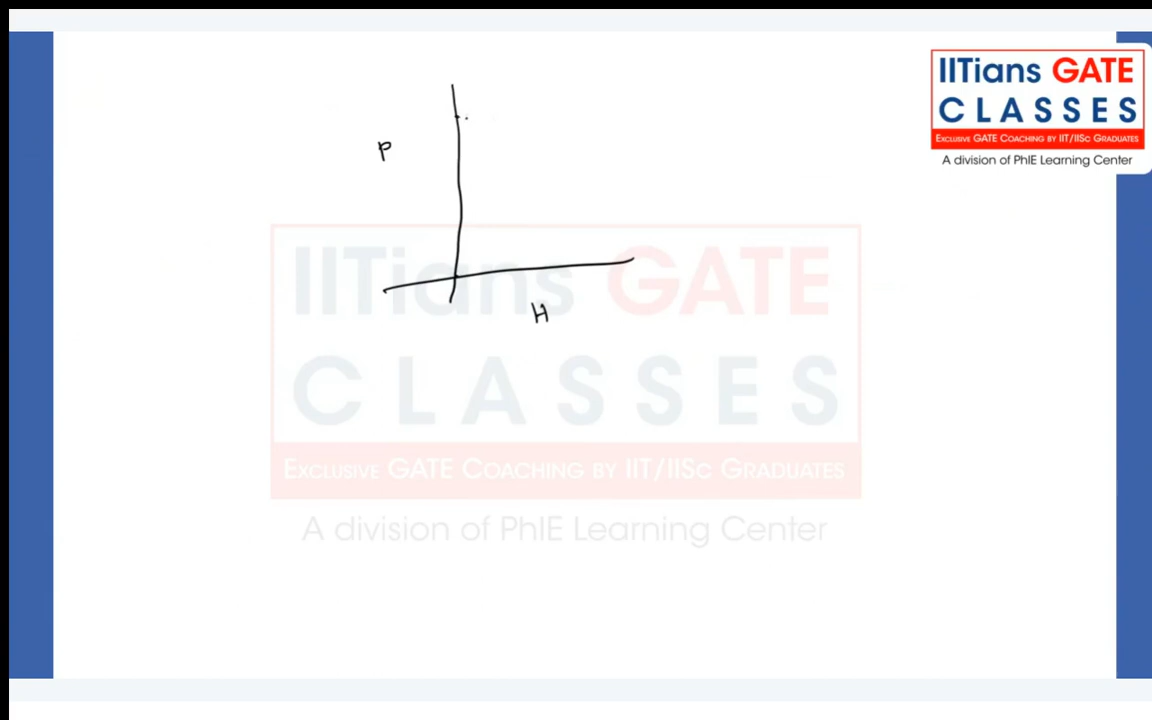 IITians GATE
CLASSES
EXCLUSIVE GATE COACHING BY IIT/IISc GRADUATES
A division of PhIE Learning Center
P
H
IITians GATE
CLASSES
EXCLUSIVE GATE COACHING BY IIT/IISc GRADUATES
A division of PhIE Learning Center